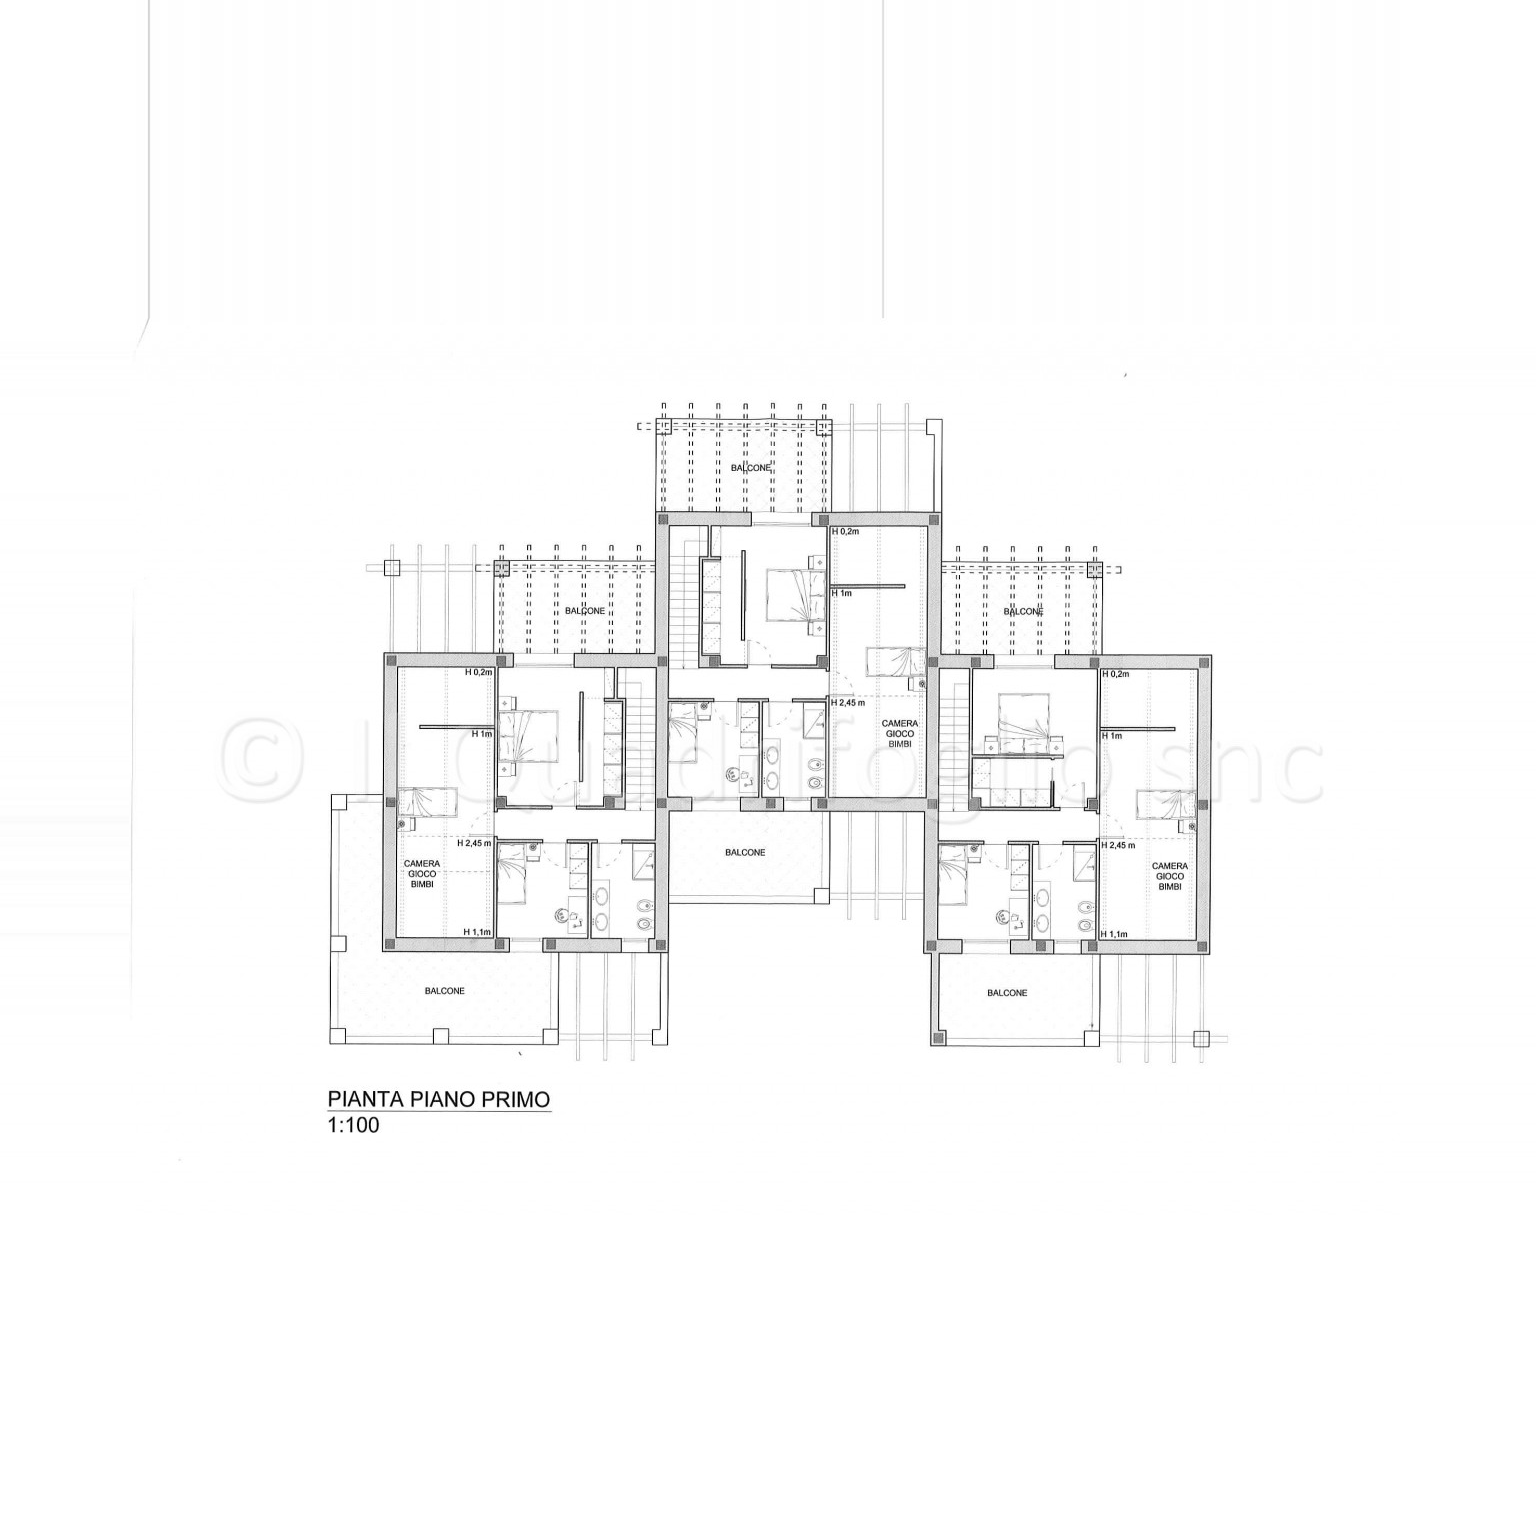 BALCONE
H 0,2m
BALCONE
H 1m
BALCONE
H 0,2m
H 0,2m
H 2,45 m
CAMERA
GIOCO
BIMBI
H 1m
H 1m
© Il Quadrifoglio snc
H 2,45 m
H 2,45 m
BALCONE
CAMERA
GIOCO
BIMBI
CAMERA
GIOCO
BIMBI
H 1,1m
H 1,1m
BALCONE
BALCONE
PIANTA PIANO PRIMO
1:100